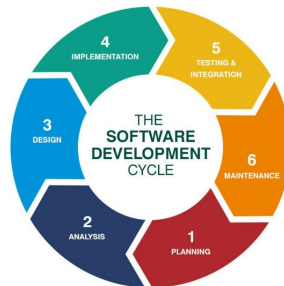 4
IMPLEMENTATION
5
TESTING &
INTEGRATION
3
DESIGN
THE
SOFTWARE
DEVELOPMENT
CYCLE
6
MAINTENANCE
2
ANALYSIS
1
PLANNING